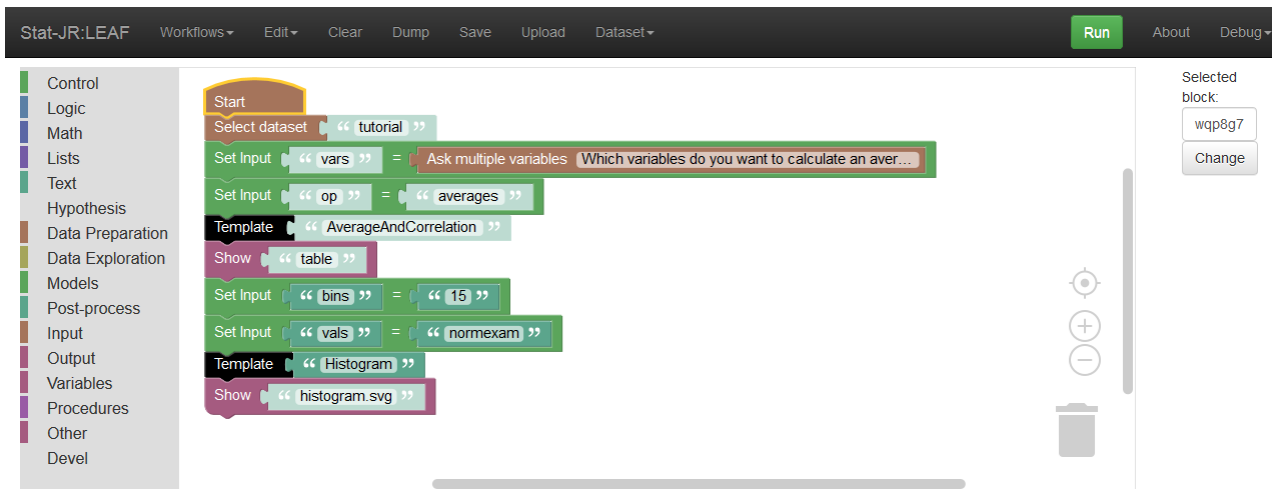 Stat-JR:LEAF Workflows Edit Clear Dump Save Upload Dataset Run About Debug
Control
Logic
Math
Lists
Text
Hypothesis
Data Preparation
Data Exploration
Models
Post-process
Input
Output
Variables
Procedures
Other
Devel
Start
Select dataset “ tutorial ”
Set Input “ vars ” = Ask multiple variables Which variables do you want to calculate an aver...
Set Input “ op ” = “ averages ”
Template “ AverageAndCorrelation ”
Show “ table ”
Set Input “ bins ” = “ 15 ”
Set Input “ vals ” = “ normexam ”
Template “ Histogram ”
Show “ histogram.svg ”
Selected
block:
wqp8g7
Change